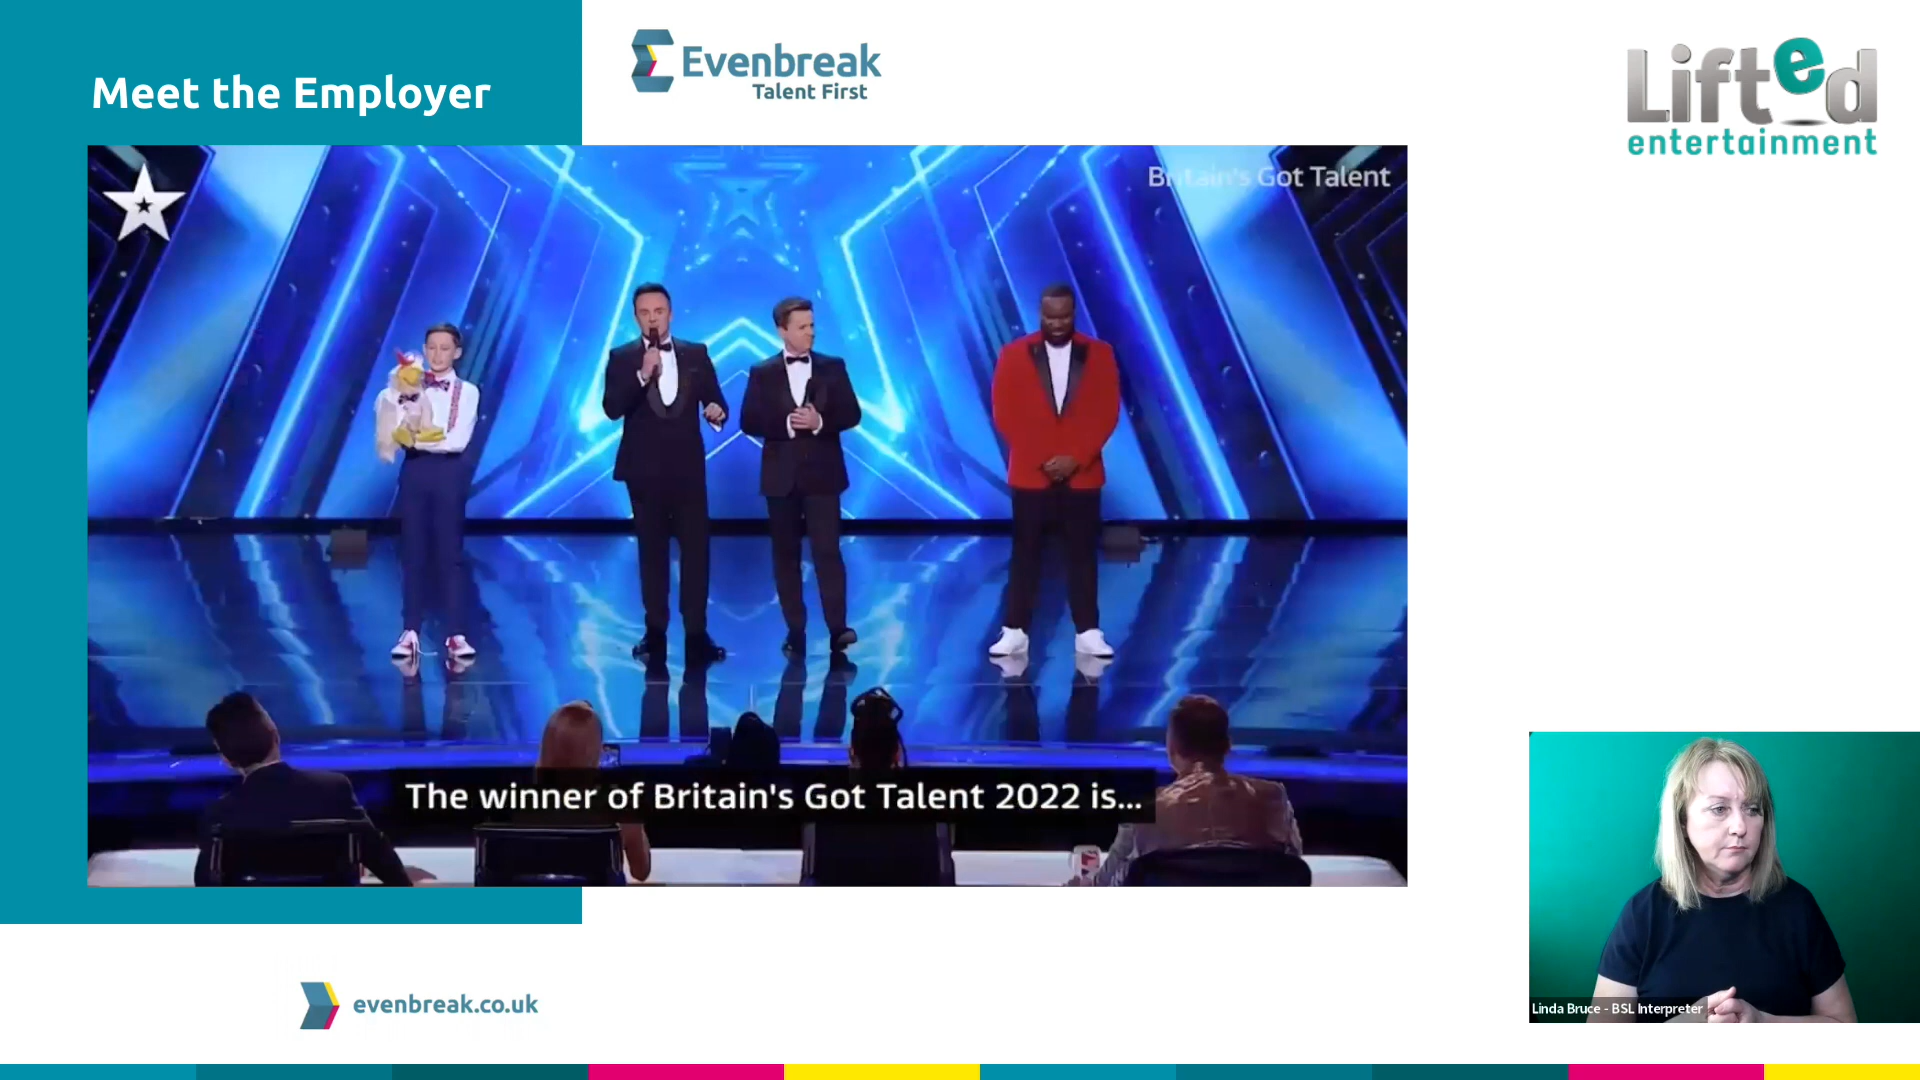 Meet the Employer
Evenbreak
Talent First
Lifted
entertainment
Britain's Got Talent
The winner of Britain's Got Talent 2022 is...
Linda Bruce - BSL Interpreter
evenbreak.co.uk